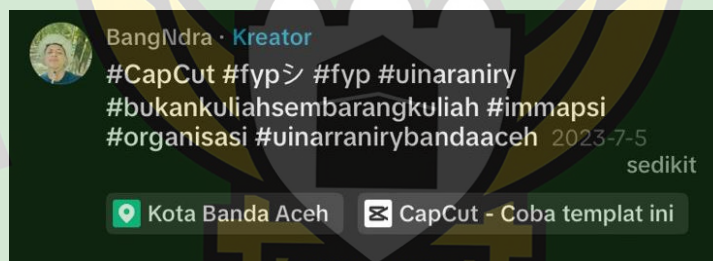 BangNdra · Kreator
#CapCut #fypシ #fyp #uinaraniry
#bukankuliahsembarangkuliah #immapsi
#organisasi #uinarranirybandaaceh 2023-7-5
sedikit
Kota Banda Aceh CapCut - Coba templat ini